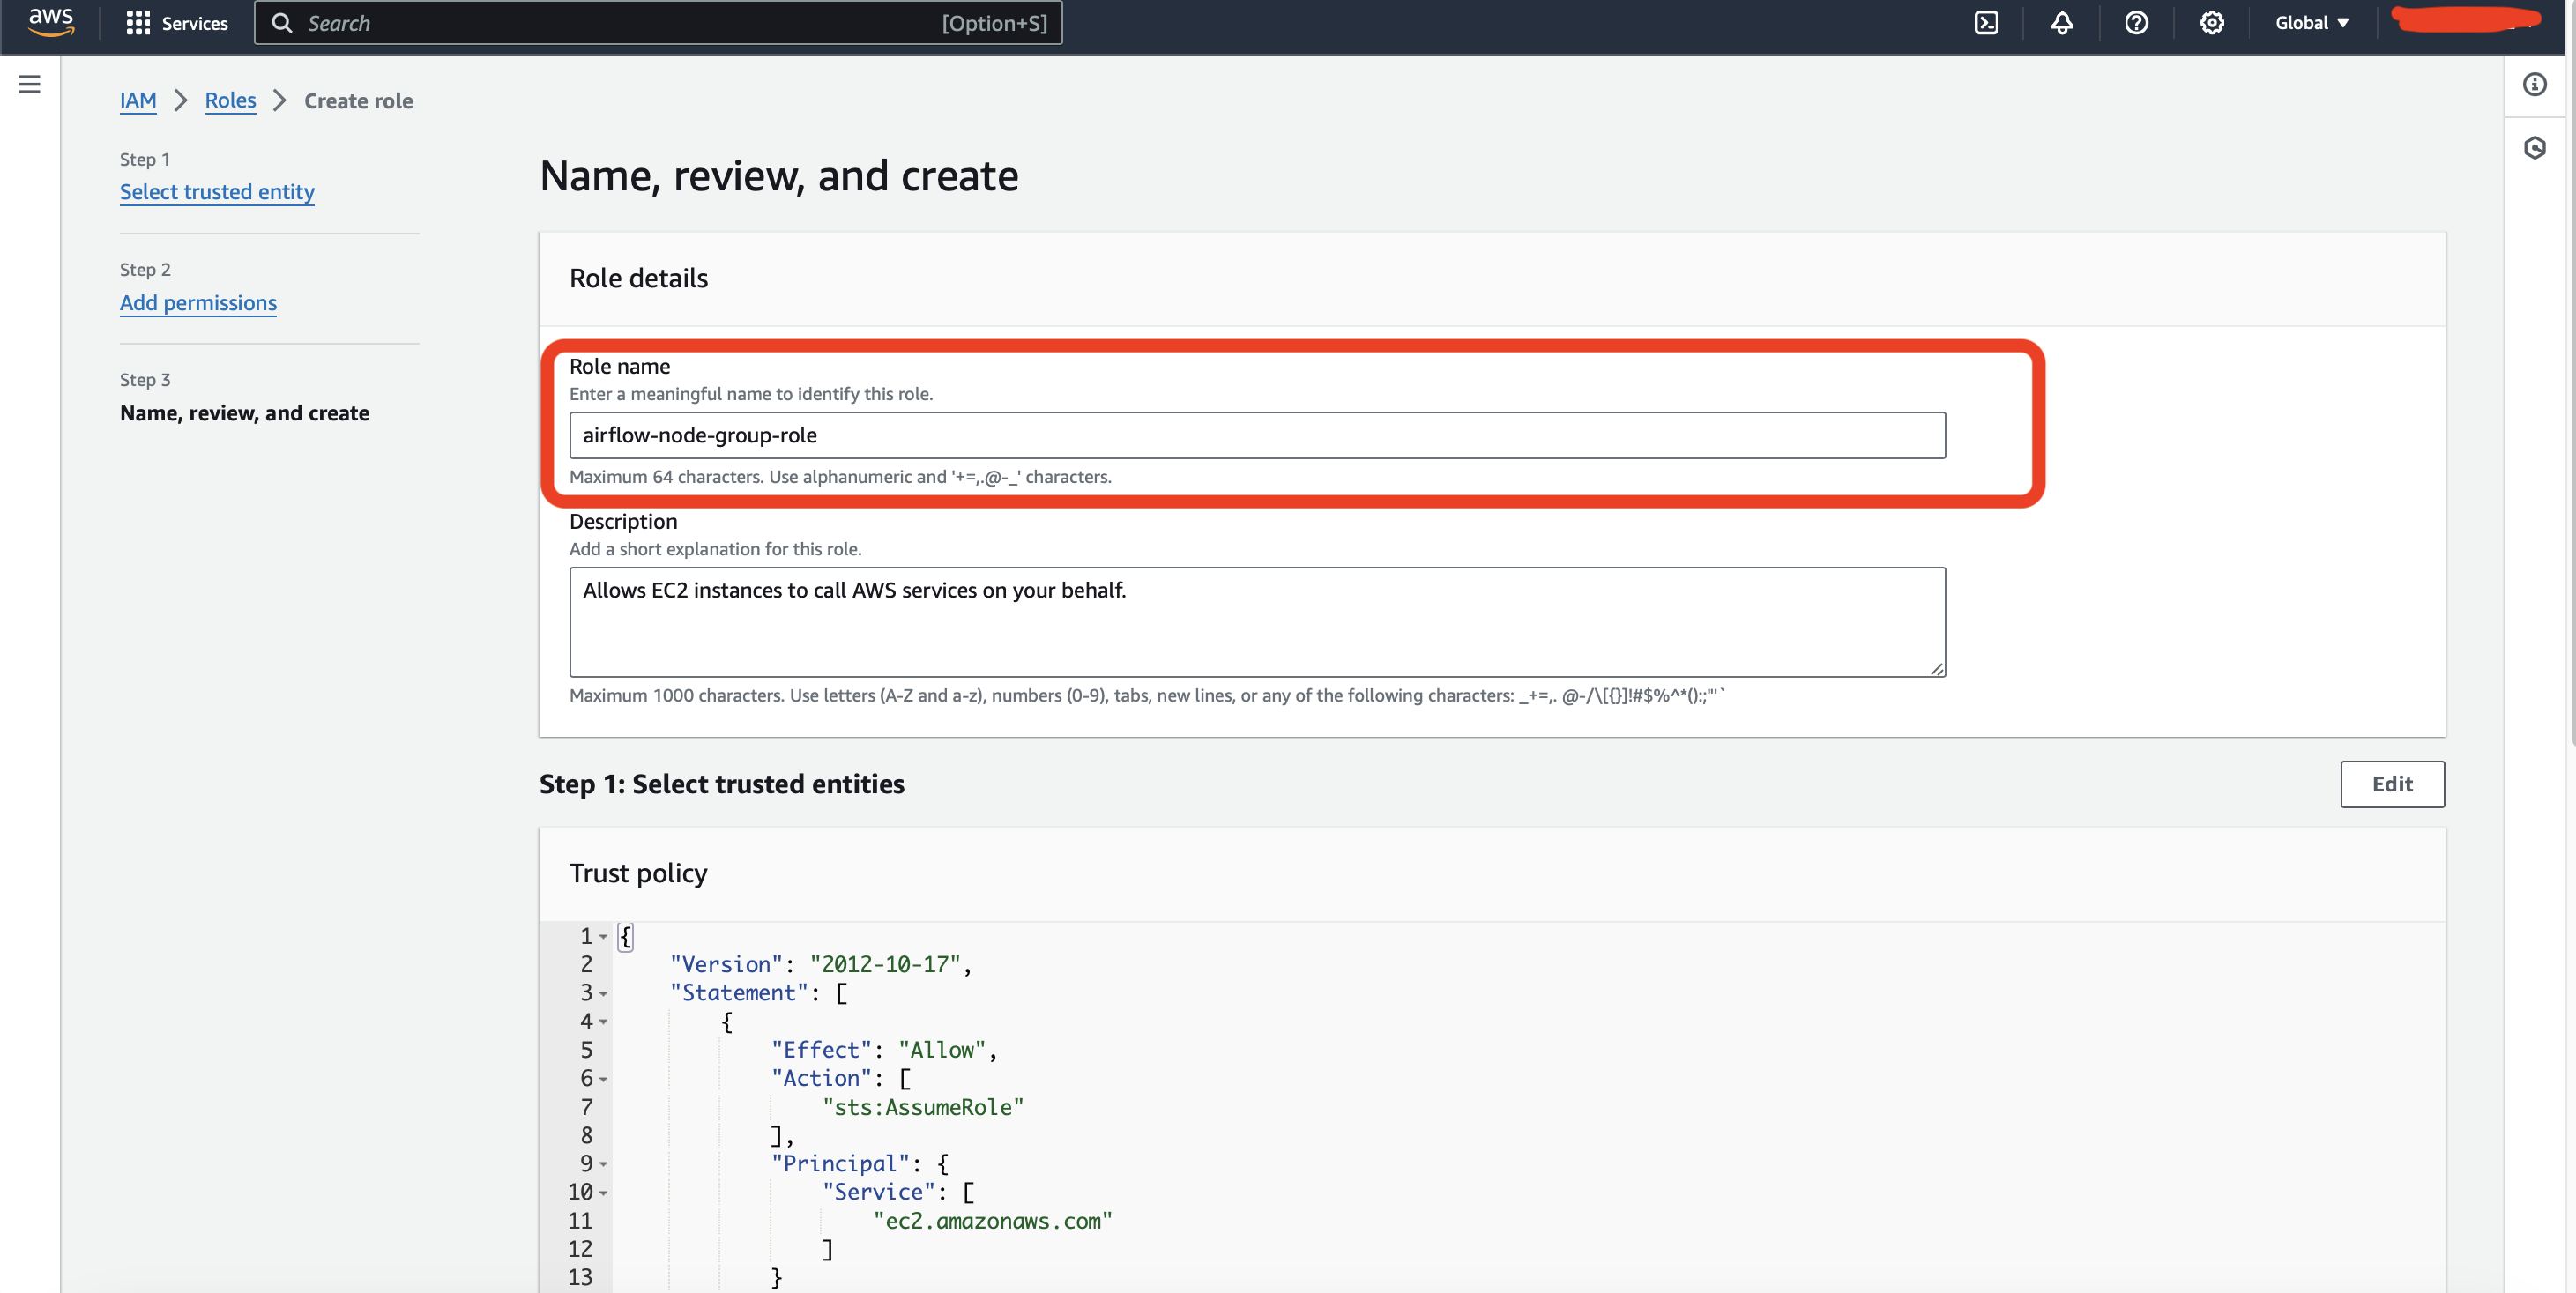 aws
Services
Search
[Option+S]
Global
IAM
Roles
Create role
Step 1
Select trusted entity
Step 2
Add permissions
Step 3
Name, review, and create
Name, review, and create
Role details
Role name
Enter a meaningful name to identify this role.
airflow-node-group-role
Maximum 64 characters. Use alphanumeric and '+=,.@-_' characters.
Description
Add a short explanation for this role.
Allows EC2 instances to call AWS services on your behalf.
Maximum 1000 characters. Use letters (A-Z and a-z), numbers (0-9), tabs, new lines, or any of the following characters: _+=,. @-/\[{}]!#$%^*();:"'`
Step 1: Select trusted entities
Edit
Trust policy
1 {
2 "Version": "2012-10-17",
3 "Statement": [
4 {
5 "Effect": "Allow",
6 "Action": [
7 "sts:AssumeRole"
8 ],
9 "Principal": {
10 "Service": [
11 "ec2.amazonaws.com"
12 ]
13 }